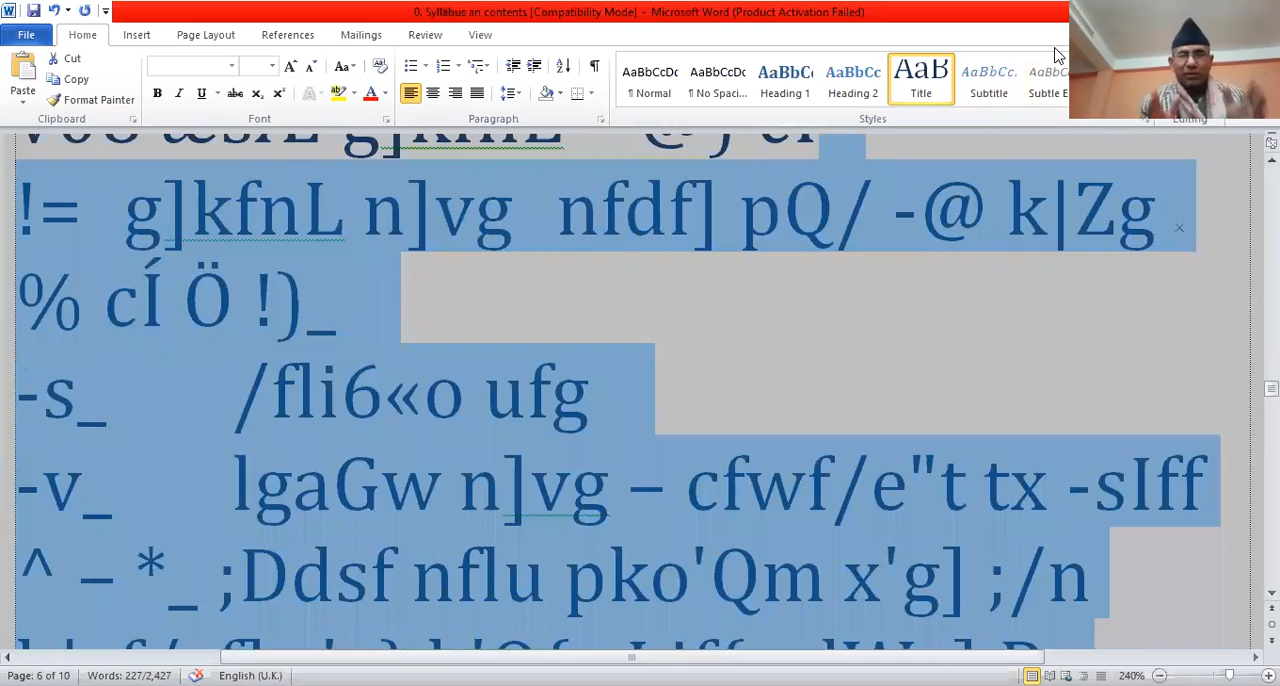 0. Syllabus an contents [Compatibility Mode] - Microsoft Word (Product Activation Failed)
File Home Insert Page Layout References Mailings Review View
Cut
Copy
Paste
Format Painter
Clipboard Font Paragraph Styles Editing
AaBbCcDc AaBbCcDc AaBbC AaBbCc AaB AaBbCc. AaBbCc
¶ Normal ¶ No Spaci... Heading 1 Heading 2 Title Subtitle Subtle E
!= g]kfnL n]vg nfdf] pQ/ -@ k|Zg ×
% cÍ Ö !)_
-s_ /fli6«o ufg
-v_ lgaGw n]vg – cfwf/e"t tx -sIff
^ – *_ ;Ddsf nflu pko'Qm x'g] ;/n
Page: 6 of 10 Words: 227/2,427 English (U.K.) 240%